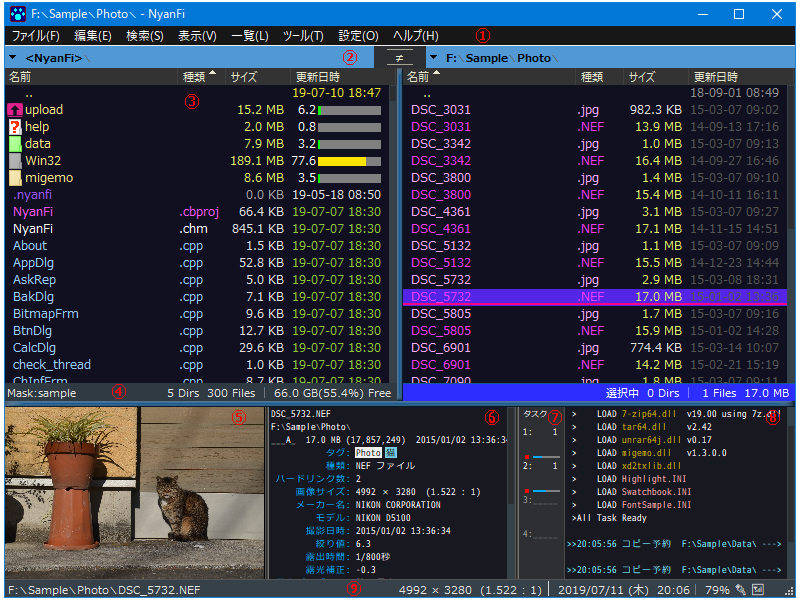 F:\Sample\Photo\ - NyanFi
ファイル(F) 編集(E) 検索(S) 表示(V) 一覧(L) ツール(T) 設定(O) ヘルプ(H) ①
<NyanFi>\ ② ≠ F:\Sample\Photo\
名前 種類 サイズ 更新日時
.. 19-07-10 18:47
③
upload 15.2 MB 6.2
help 2.0 MB 0.8
data 7.9 MB 3.2
Win32 189.1 MB 77.6
migemo 8.6 MB 3.5
.nyanfi 0.0 KB 19-05-18 08:50
NyanFi .cbproj 66.4 KB 19-07-07 18:30
NyanFi .chm 845.1 KB 19-07-07 18:30
About .cpp 1.5 KB 19-07-07 18:30
AppDlg .cpp 52.8 KB 19-07-07 18:30
AskRep .cpp 5.0 KB 19-07-07 18:30
BakDlg .cpp 7.1 KB 19-07-07 18:30
BitmapFrm .cpp 9.6 KB 19-07-07 18:30
BtnDlg .cpp 12.7 KB 19-07-07 18:30
CalcDlg .cpp 29.6 KB 19-07-07 18:30
check_thread .cpp 1.0 KB 19-07-07 18:30
ChInfFrm .cpp 8.7 KB 19-07-07 18:30
Mask:sample ④ 5 Dirs 300 Files 66.0 GB(55.4%) Free
名前 種類 サイズ 更新日時
.. 18-09-01 08:49
DSC_3031 .jpg 982.3 KB 15-03-07 09:02
DSC_3031 .NEF 13.9 MB 14-09-13 17:16
DSC_3342 .jpg 1.0 MB 15-03-07 09:13
DSC_3342 .NEF 16.4 MB 14-09-27 16:46
DSC_3800 .jpg 1.4 MB 15-03-07 09:10
DSC_3800 .NEF 15.4 MB 14-10-11 16:11
DSC_4361 .jpg 3.1 MB 15-03-07 09:27
DSC_4361 .NEF 17.1 MB 14-11-15 14:51
DSC_5132 .jpg 1.1 MB 15-03-07 09:09
DSC_5132 .NEF 15.5 MB 14-12-23 14:44
DSC_5732 .jpg 2.9 MB 15-03-08 18:31
DSC_5732 .NEF 17.0 MB 15-01-02 13:36
DSC_5805 .jpg 1.7 MB 15-03-07 09:16
DSC_5805 .NEF 15.9 MB 15-01-02 14:28
DSC_6901 .jpg 774.4 KB 15-03-14 10:07
DSC_6901 .NEF 14.2 MB 15-02-21 15:19
DSC_7090 .jpg 1.8 MB
選択中 0 Dirs 1 Files 17.0 MB
⑤
DSC_5732.NEF ⑥
F:\Sample\Photo\
___A_ 17.0 MB (17,857,249) 2015/01/02 13:36:34
タグ: Photo 猫
種類: NEF ファイル
ハードリンク数: 2
画像サイズ: 4992 × 3280 (1.522 : 1)
メーカー名: NIKON CORPORATION
モデル: NIKON D5100
撮影日時: 2015/01/02 13:36:34
絞り値: 6.3
露出時間: 1/800秒
露光補正: -0.3
タスク ⑦
1: 1
2: 1
3:_____
4:_____
> LOAD 7-zip64.dll v19.00 using 7z.dll
⑧
> LOAD tar64.dll v2.42
> LOAD unrar64j.dll v0.17
> LOAD migemo.dll v1.3.0.0
> LOAD xd2txlib.dll
> LOAD Highlight.INI
> LOAD Swatchbook.INI
> LOAD FontSample.INI
>All Task Ready
>>20:05:56 コピー予約 F:\Sample\Data\ --->
>>20:05:56 コピー予約 F:\Sample\Data\ --->
F:\Sample\Photo\DSC_5732.NEF ⑨ 4992 × 3280 (1.522 : 1) 2019/07/11 (木) 20:06 79%